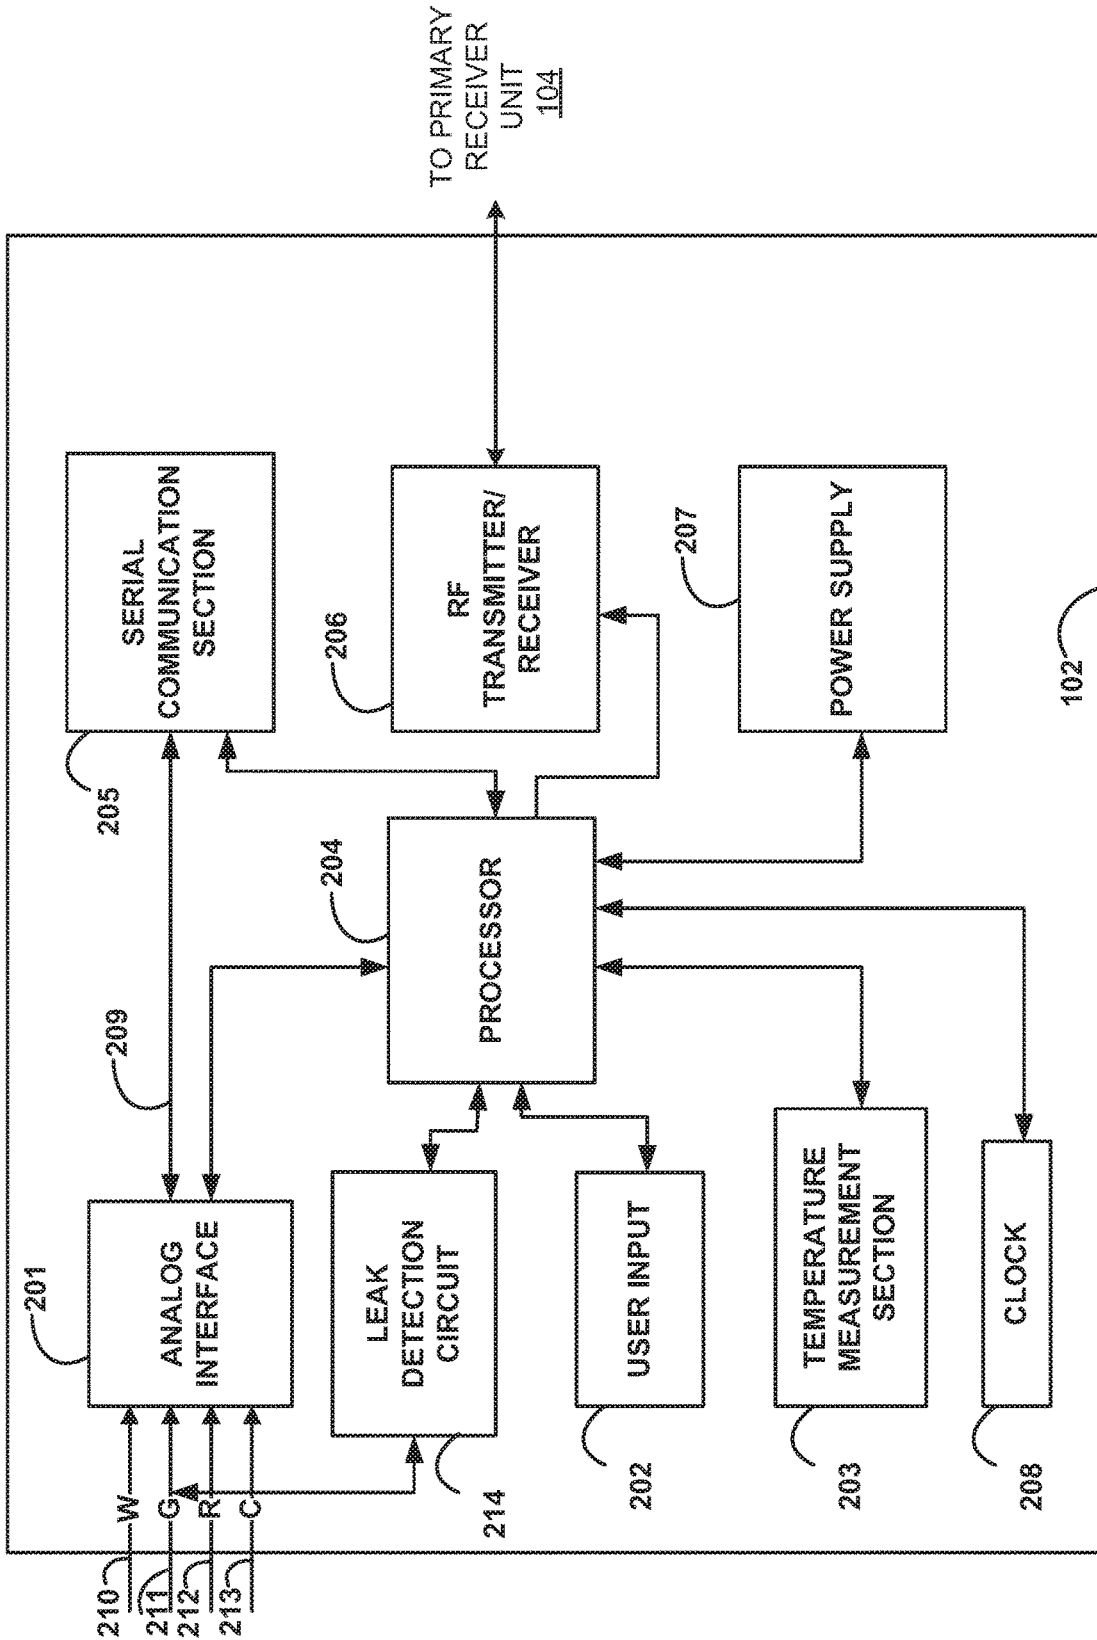 210
W
211
G
212
R
213
C
201
ANALOG
INTERFACE
209
205
SERIAL
COMMUNICATION
SECTION
214
LEAK
DETECTION
CIRCUIT
204
PROCESSOR
206
RF
TRANSMITTER/
RECEIVER
TO PRIMARY
RECEIVER
UNIT
104
202
USER INPUT
203
TEMPERATURE
MEASUREMENT
SECTION
207
POWER SUPPLY
208
CLOCK
102